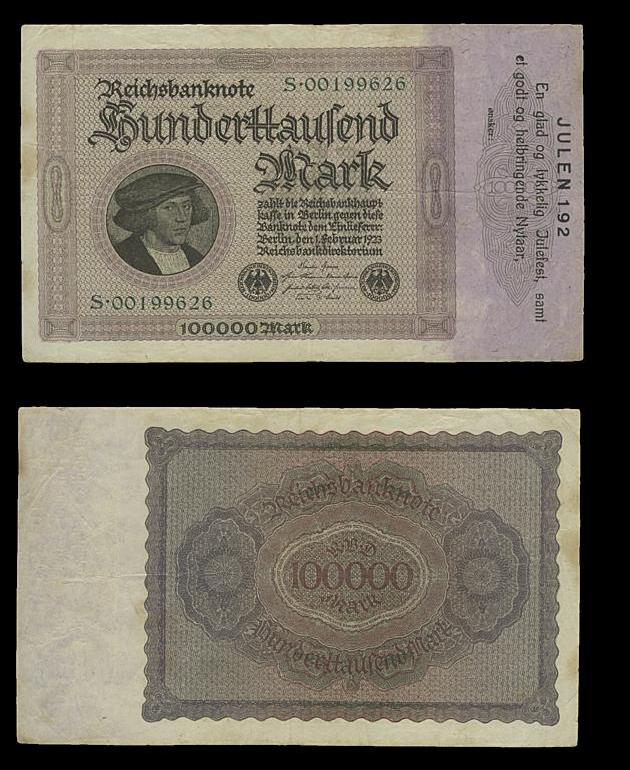 Reichsbanknote
S·00199626
Hunderttausend
Mark
zahlt die Reichsbankhaupt-
kasse in Berlin gegen diese
Banknote dem Einlieferer.
Berlin, den 1. Februar 1923
Reichsbankdirektorium
S·00199626
100000 Mark
JULEN 192
En glad og lykkelig Julefest, samt
et godt og helbringende Nytaar,
ønsker:
Reichsbanknote
100000
Mark
Hunderttausend Mark